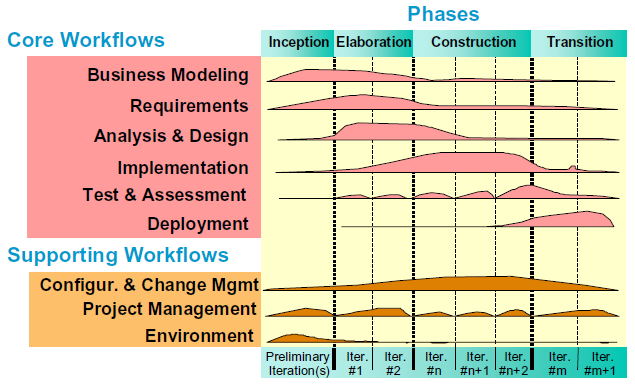 Phases
Core Workflows
Inception Elaboration Construction Transition
Business Modeling
Requirements
Analysis & Design
Implementation
Test & Assessment
Deployment
Supporting Workflows
Configur. & Change Mgmt
Project Management
Environment
Preliminary Iter. Iter. Iter. Iter. Iter. Iter. Iter.
Iteration(s) #1 #2 #n #n+1 #n+2 #m #m+1